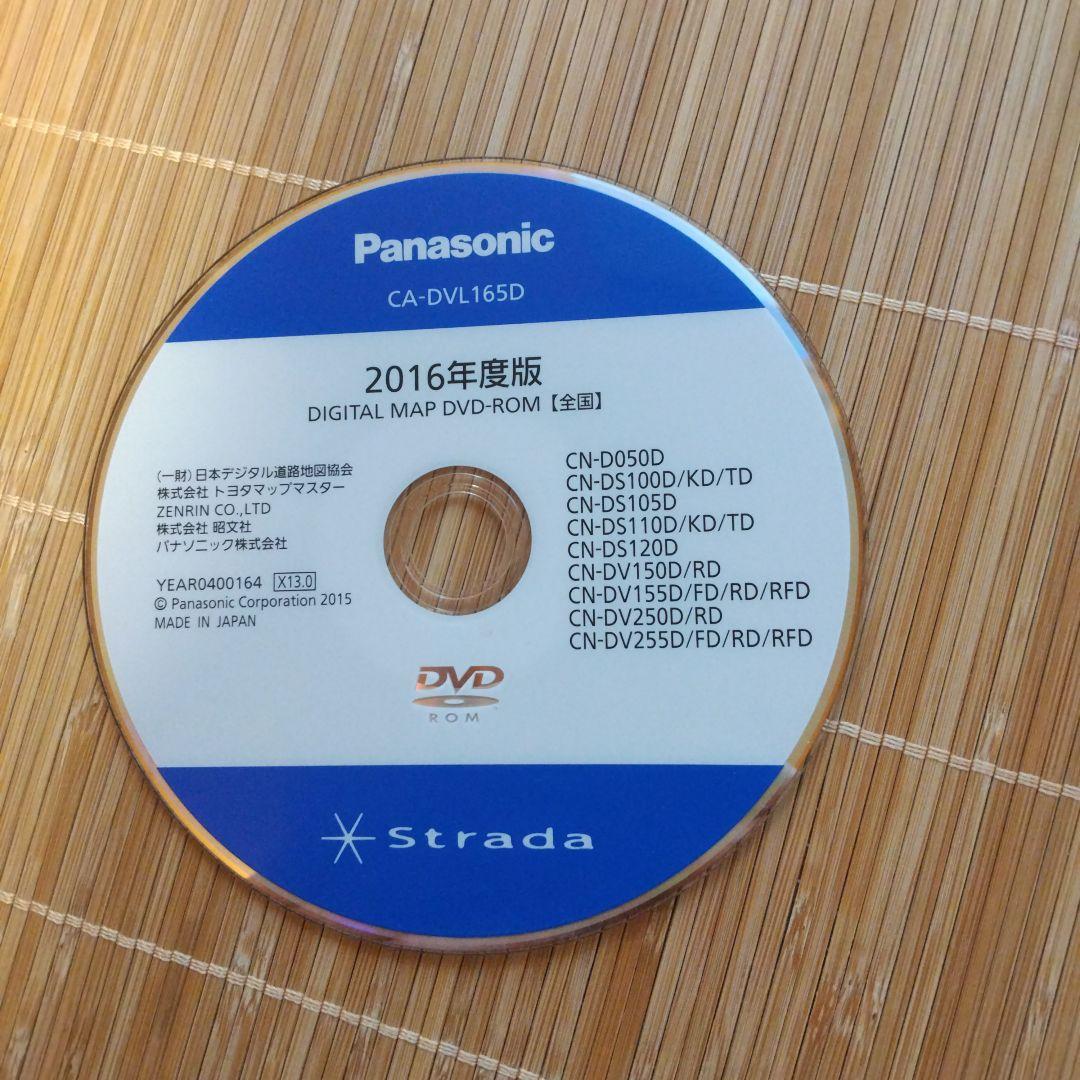 Panasonic
CA-DVL165D
2016年度版
DIGITAL MAP DVD-ROM【全国】
(一財)日本デジタル道路地図協会
株式会社 トヨタマップマスター
ZENRIN CO.,LTD
株式会社 昭文社
パナソニック株式会社
YEAR0400164 X13.0
© Panasonic Corporation 2015
MADE IN JAPAN
CN-D050D
CN-DS100D/KD/TD
CN-DS105D
CN-DS110D/KD/TD
CN-DS120D
CN-DV150D/RD
CN-DV155D/FD/RD/RFD
CN-DV250D/RD
CN-DV255D/FD/RD/RFD
DVD
ROM
Strada